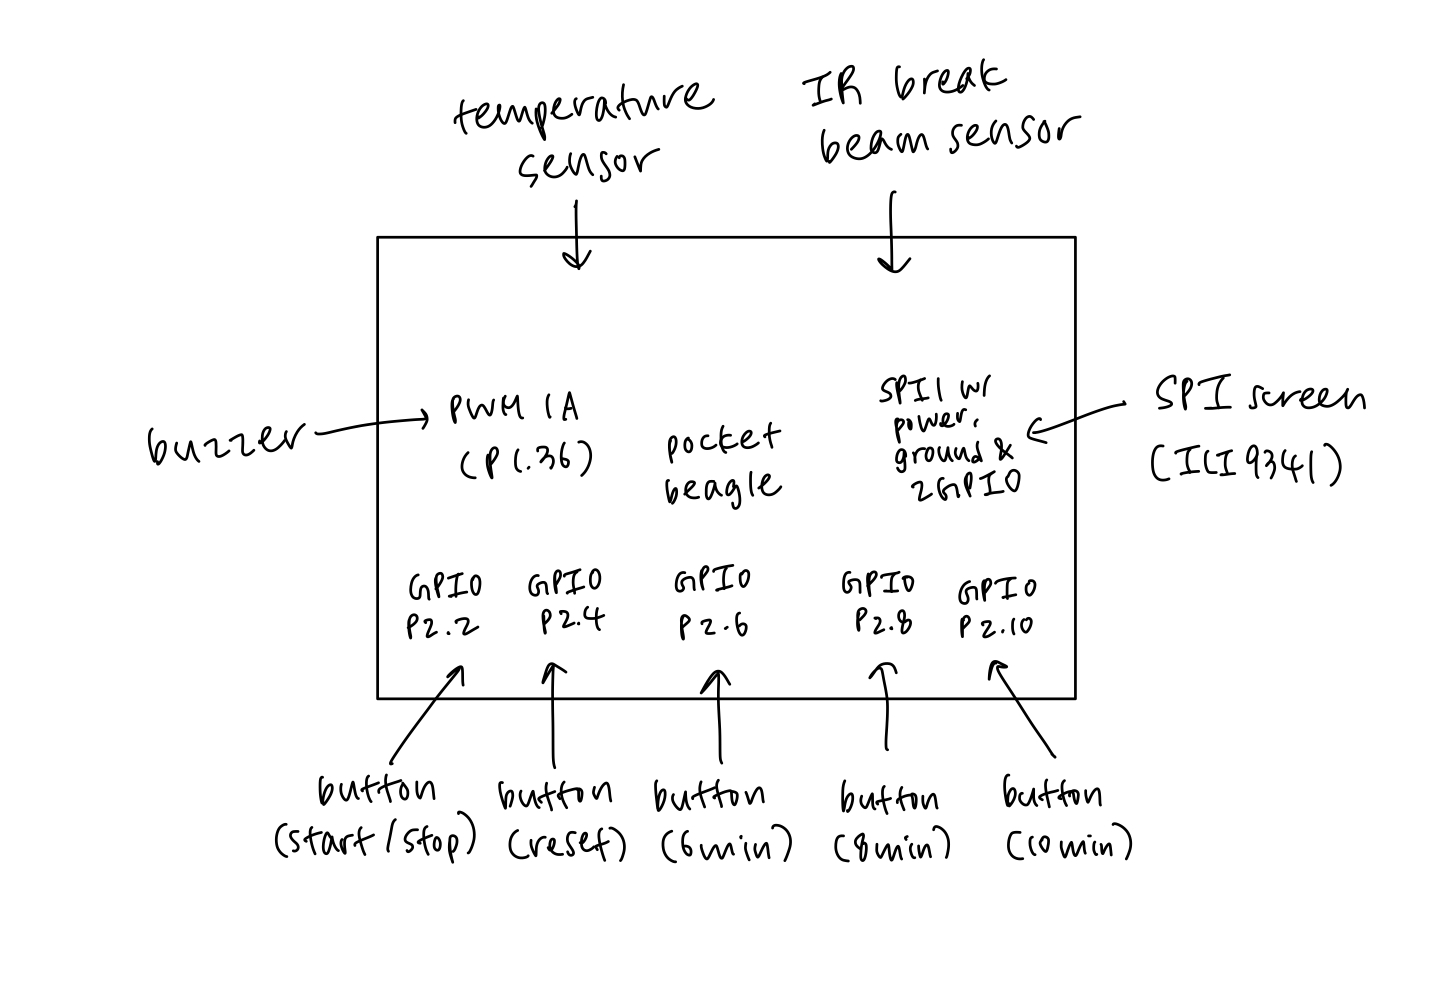 temperature
sensor
IR break
beam sensor
buzzer
PWM 1A
(P1.36)
pocket
beagle
SPI1 w/
power,
ground &
2GPIO
SPI screen
(ILI9341)
GPIO
P2.2
GPIO
P2.4
GPIO
P2.6
GPIO
P2.8
GPIO
P2.10
button
(start/stop)
button
(reset)
button
(6min)
button
(8min)
button
(10min)